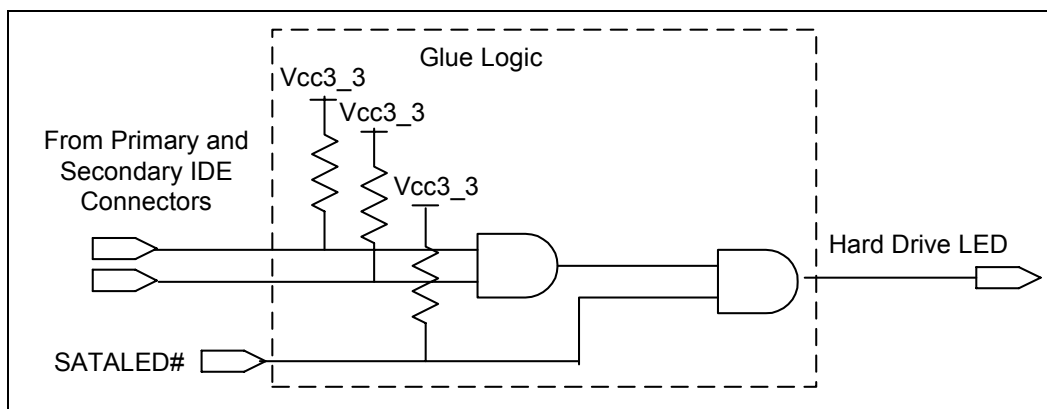 Glue Logic
Vcc3_3
Vcc3_3
Vcc3_3
From Primary and
Secondary IDE
Connectors
Hard Drive LED
SATALED#